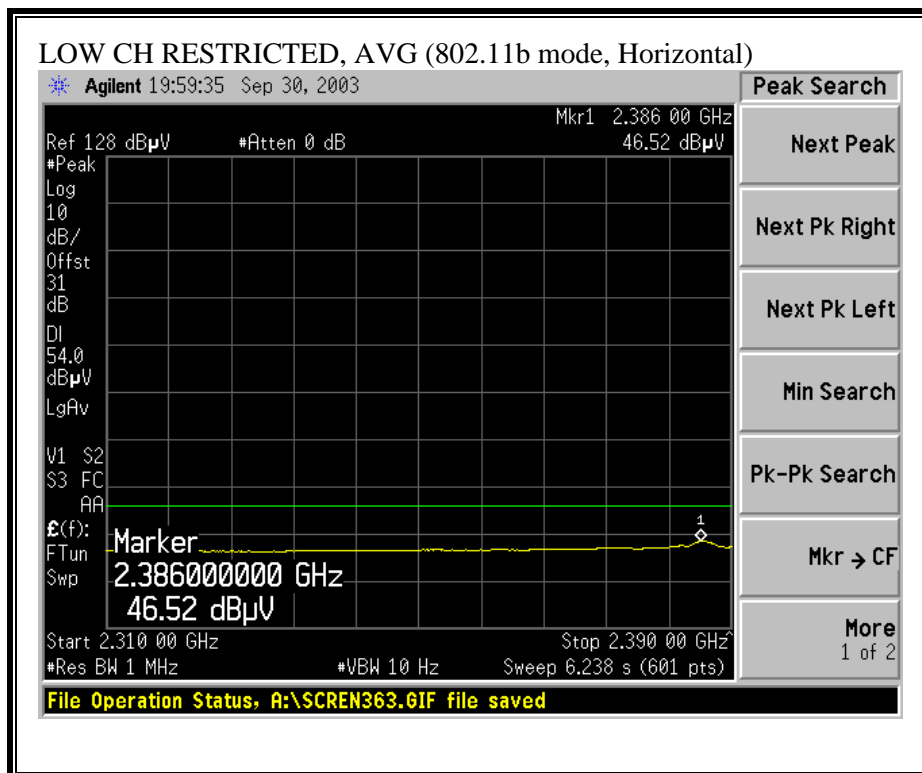 LOW CH RESTRICTED, AVG (802.11b mode, Horizontal)
Agilent 19:59:35 Sep 30, 2003
Peak Search
Mkr1 2.386 00 GHz
Ref 128 dBµV #Atten 0 dB 46.52 dBµV
#Peak
Log
10
dB/
Offst
31
dB
DI
54.0
dBµV
LgAv
V1 S2
S3 FC
AA
£(f):
FTun
Swp
1
Marker
2.386000000 GHz
46.52 dBµV
Start 2.310 00 GHz Stop 2.390 00 GHz^
#Res BW 1 MHz #VBW 10 Hz Sweep 6.238 s (601 pts)
Next Peak
Next Pk Right
Next Pk Left
Min Search
Pk-Pk Search
Mkr → CF
More
1 of 2
File Operation Status, A:\SCREN363.GIF file saved